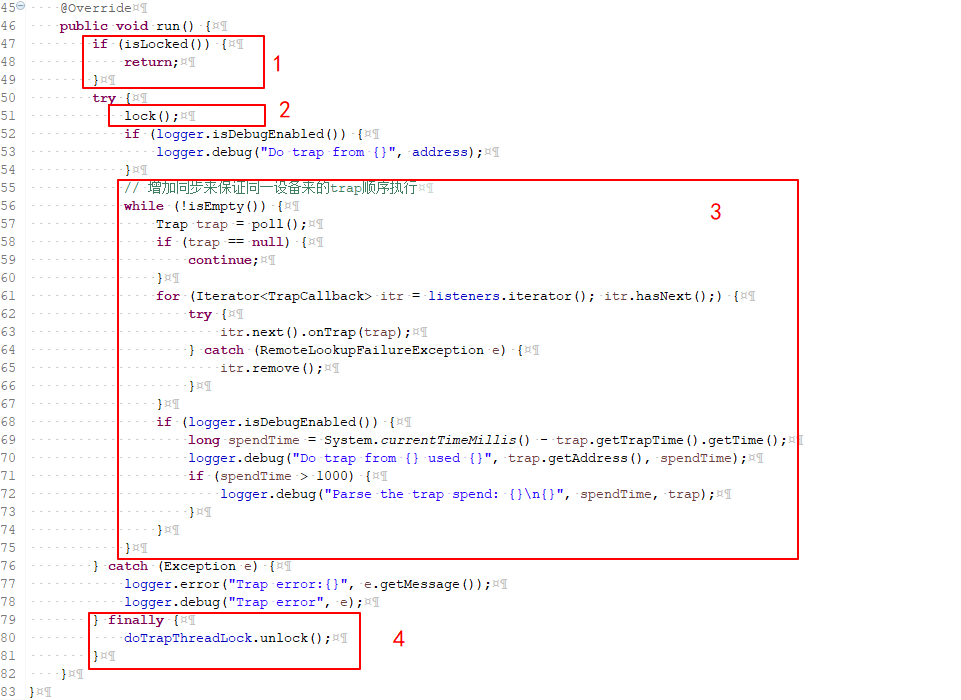 45 @Override
46 public void run() {
47 if (isLocked()) {
48 return;
49 }
1
50 try {
51 lock();
2
52 if (logger.isDebugEnabled()) {
53 logger.debug("Do trap from {}", address);
54 }
55 // 增加同步来保证同一设备来的trap顺序执行
56 while (!isEmpty()) {
3
57 Trap trap = poll();
58 if (trap == null) {
59 continue;
60 }
61 for (Iterator<TrapCallback> itr = listeners.iterator(); itr.hasNext();) {
62 try {
63 itr.next().onTrap(trap);
64 } catch (RemoteLookupFailureException e) {
65 itr.remove();
66 }
67 }
68 if (logger.isDebugEnabled()) {
69 long spendTime = System.currentTimeMillis() - trap.getTrapTime().getTime();
70 logger.debug("Do trap from {} used {}", trap.getAddress(), spendTime);
71 if (spendTime > 1000) {
72 logger.debug("Parse the trap spend: {}\n{}", spendTime, trap);
73 }
74 }
75 }
76 } catch (Exception e) {
77 logger.error("Trap error:{}", e.getMessage());
78 logger.debug("Trap error", e);
79 } finally {
80 doTrapThreadLock.unlock();
4
81 }
82 }
83 }